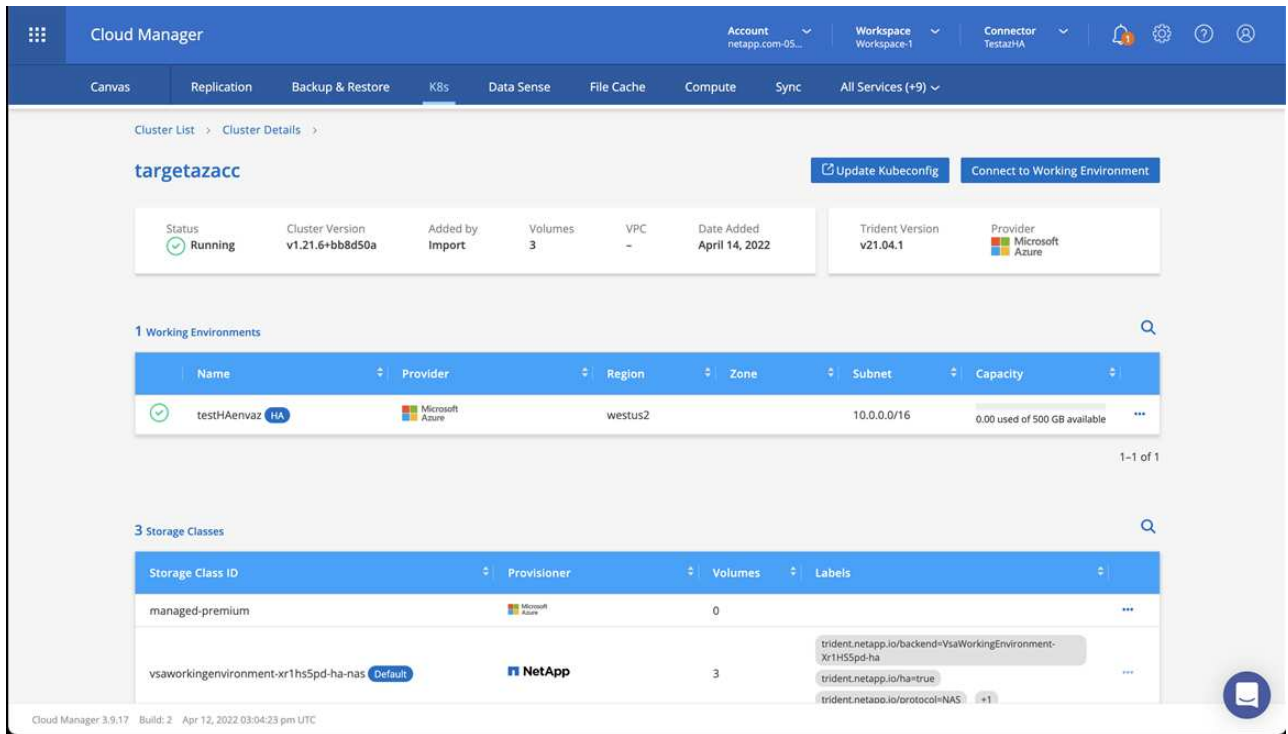 Cloud Manager
Account
netapp.com-05...
Workspace
Workspace-1
Connector
TestazHA
1
Canvas Replication Backup & Restore K8s Data Sense File Cache Compute Sync All Services (+9)
Cluster List > Cluster Details >
targetazacc
Update Kubeconfig Connect to Working Environment
Status Cluster Version Added by Volumes VPC Date Added Trident Version Provider
Running v1.21.6+bb8d50a Import 3 – April 14, 2022 v21.04.1 Microsoft Azure
1 Working Environments
Name Provider Region Zone Subnet Capacity
testHAenvaz HA Microsoft Azure westus2 10.0.0.0/16 0.00 used of 500 GB available
1–1 of 1
3 Storage Classes
Storage Class ID Provisioner Volumes Labels
managed-premium Microsoft Azure 0
trident.netapp.io/backend=VsaWorkingEnvironment-
Xr1HS5pd-ha
vsaworkingenvironment-xr1hs5pd-ha-nas Default NetApp 3 trident.netapp.io/ha=true
trident.netapp.io/protocol=NAS +1
Cloud Manager 3.9.17 Build: 2 Apr 12, 2022 03:04:23 pm UTC